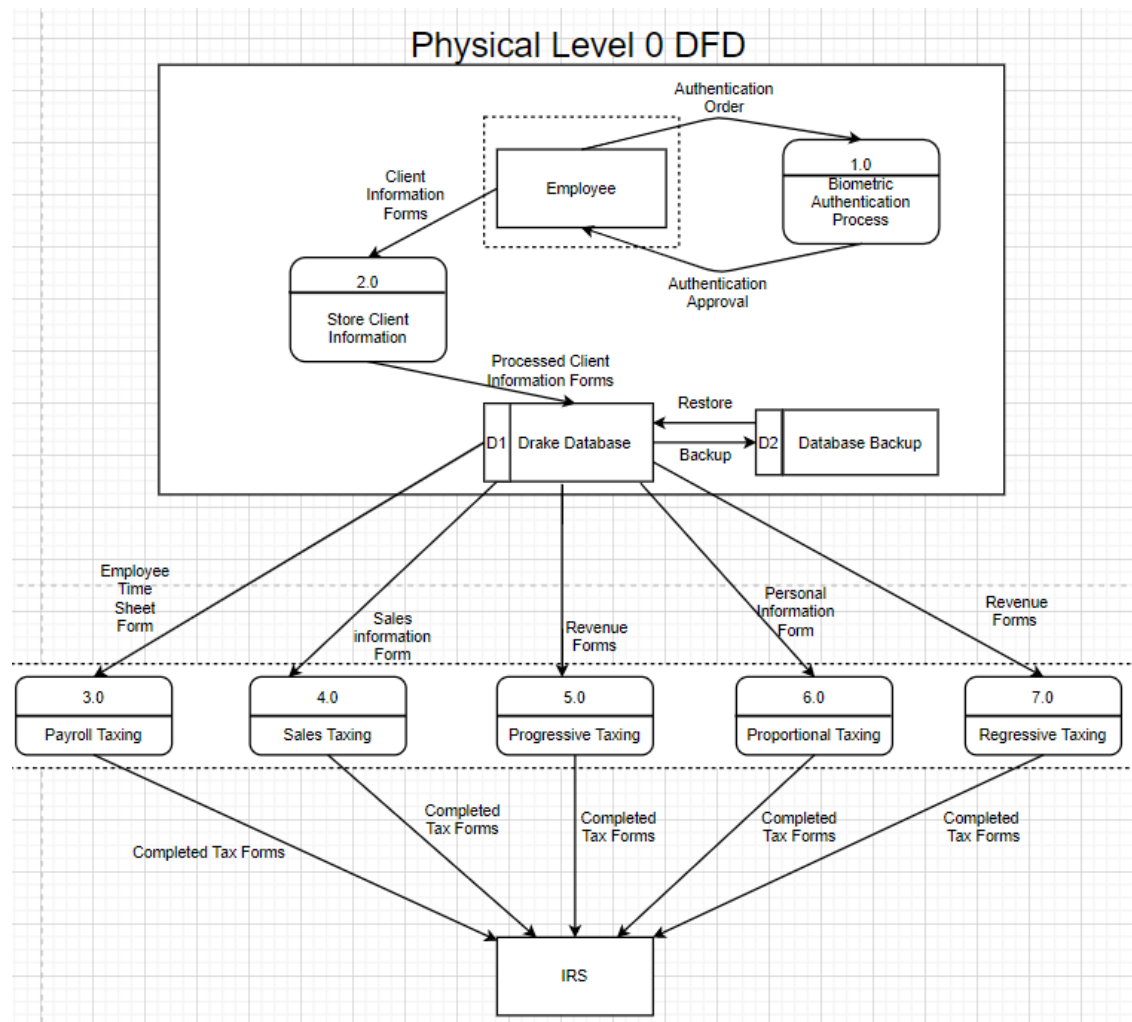 Physical Level 0 DFD
Authentication
Order
1.0
Biometric
Authentication
Process
Employee
Client
Information
Forms
Authentication
Approval
2.0
Store Client
Information
Processed Client
Information Forms
Restore
D1
Drake Database
D2
Database Backup
Backup
Employee
Time
Sheet
Form
Sales
information
Form
Revenue
Forms
Personal
Information
Form
Revenue
Forms
3.0
Payroll Taxing
4.0
Sales Taxing
5.0
Progressive Taxing
6.0
Proportional Taxing
7.0
Regressive Taxing
Completed Tax Forms
Completed
Tax Forms
Completed
Tax Forms
Completed
Tax Forms
Completed
Tax Forms
IRS